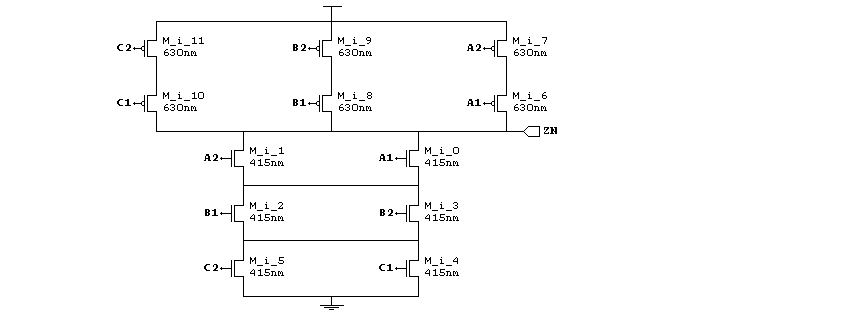 M_i_11 M_i_9 M_i_7
C2 630nm B2 630nm A2 630nm
M_i_10 M_i_8 M_i_6
C1 630nm B1 630nm A1 630nm
ZN
M_i_1 M_i_0
A2 415nm A1 415nm
M_i_2 M_i_3
B1 415nm B2 415nm
M_i_5 M_i_4
C2 415nm C1 415nm